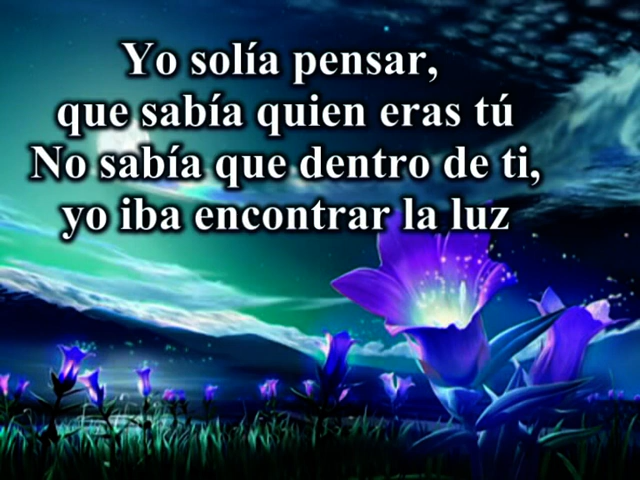 Yo solía pensar,
que sabía quien eras tú
No sabía que dentro de ti,
yo iba encontrar la luz